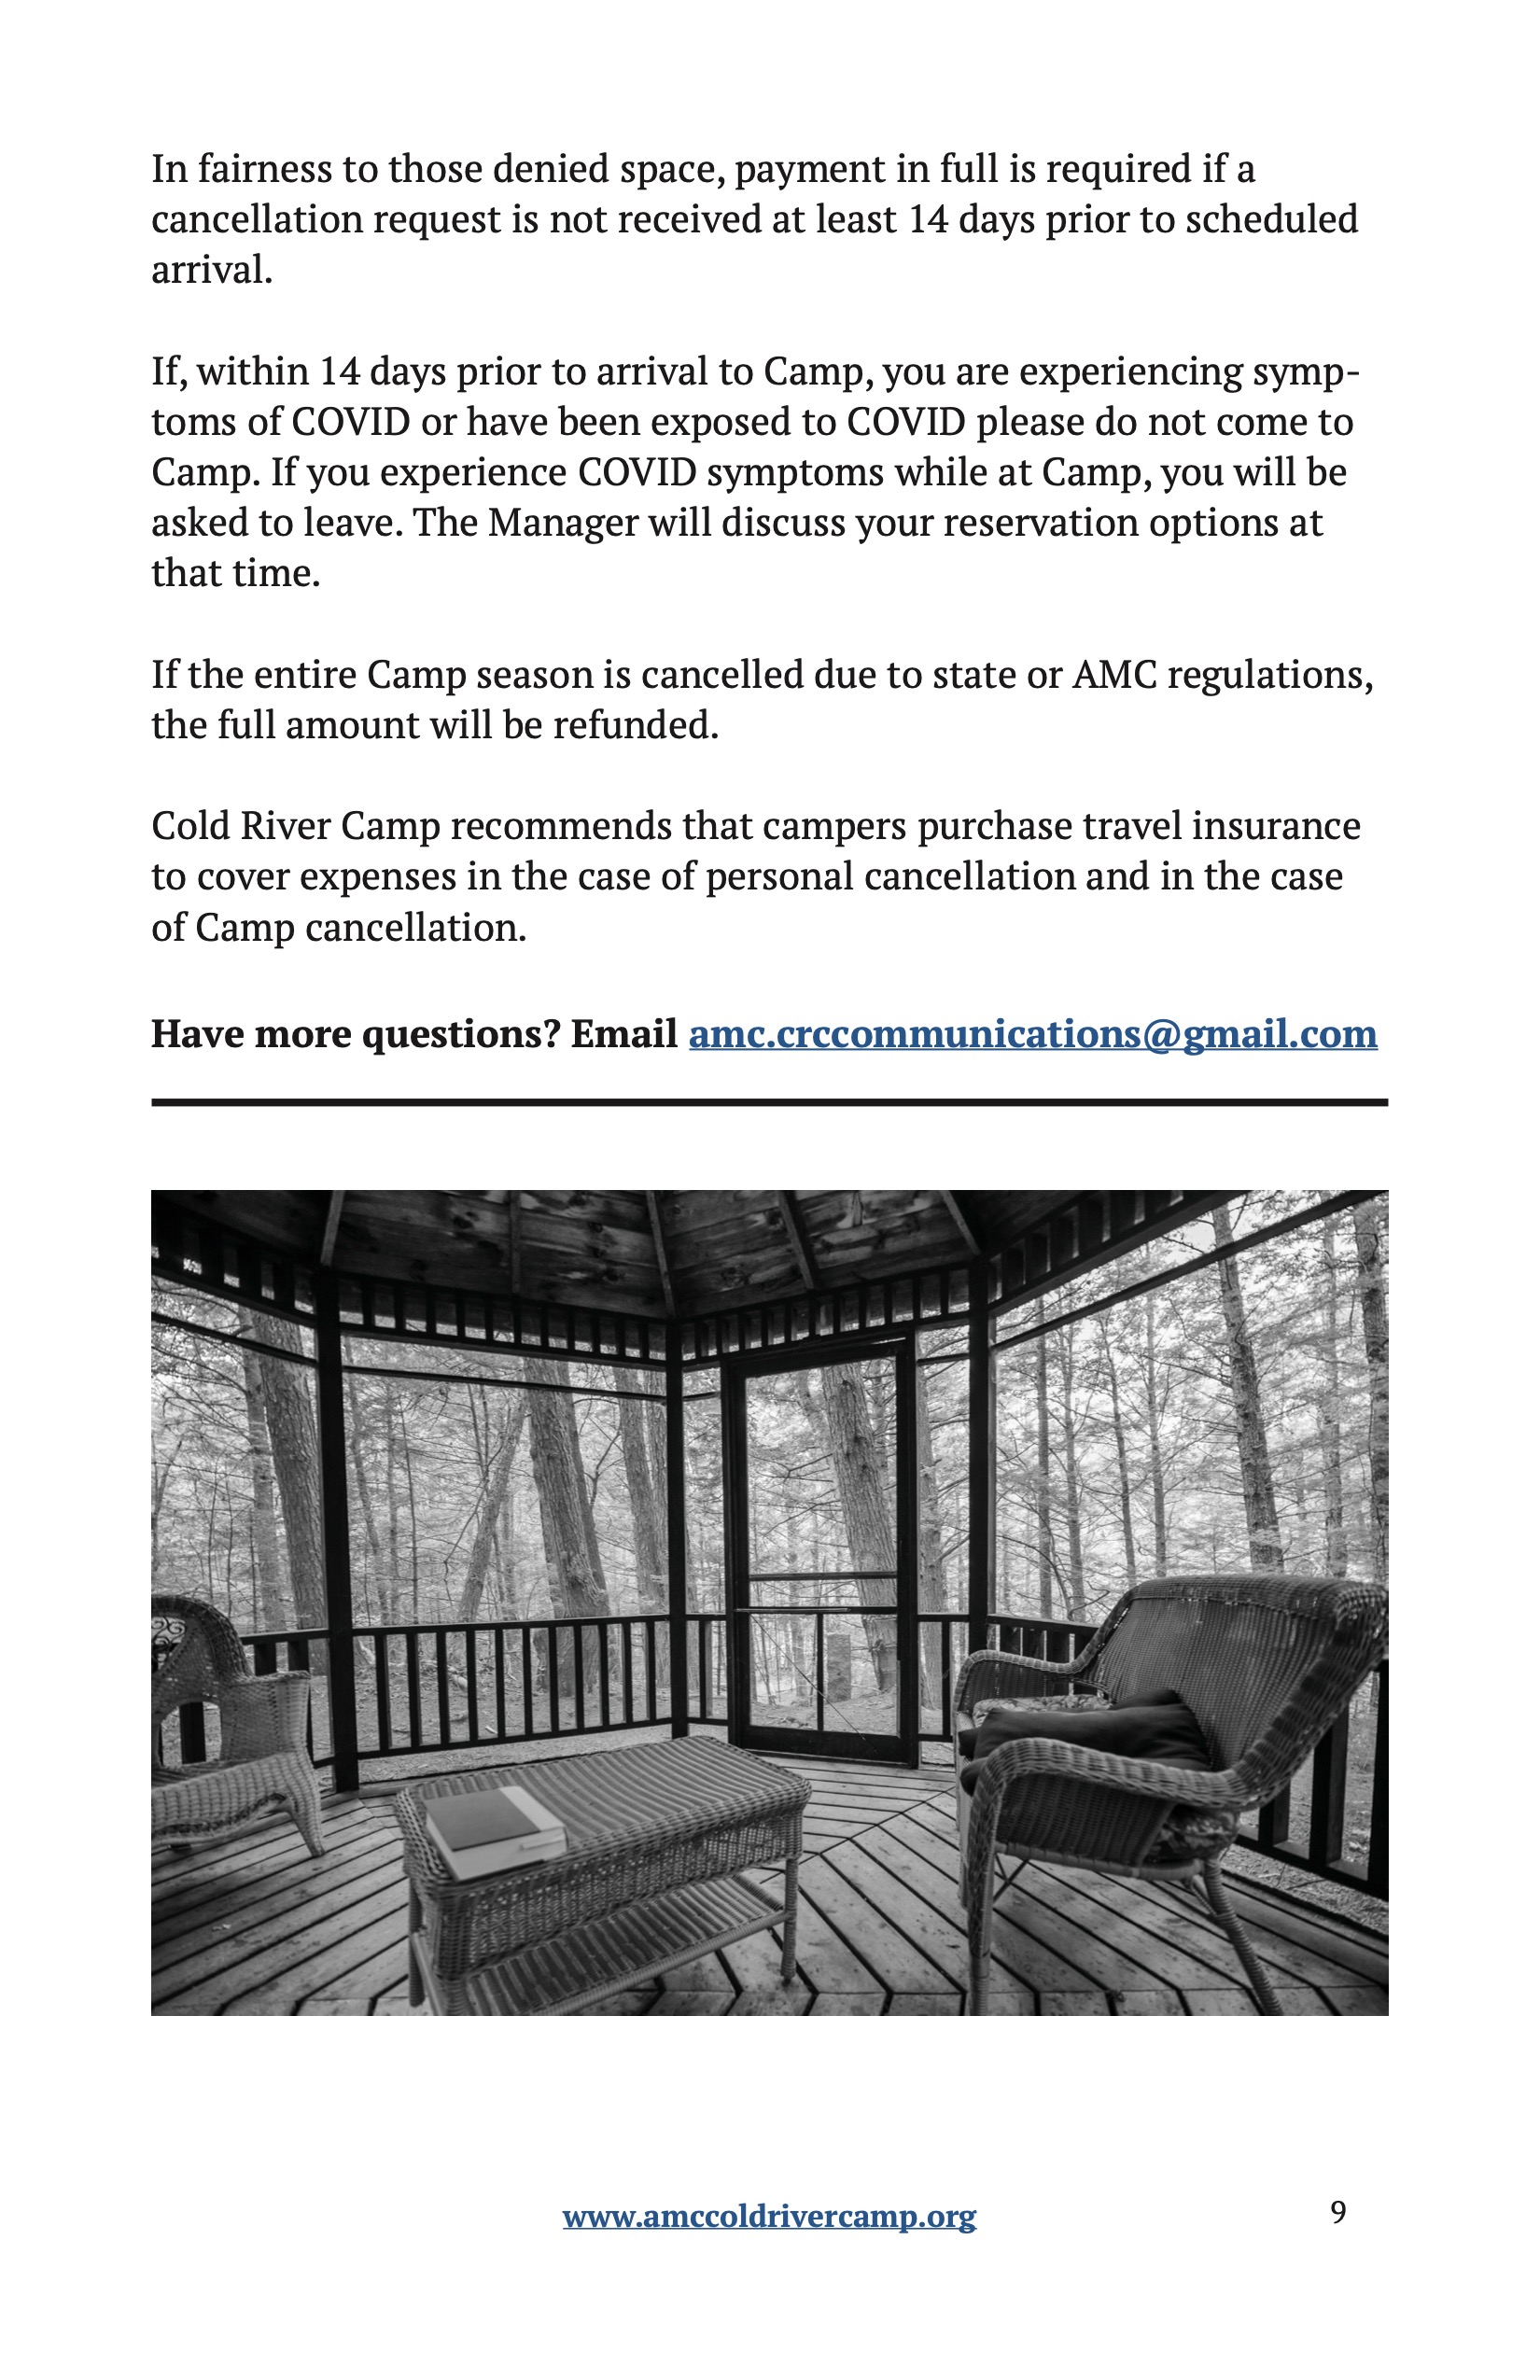 In fairness to those denied space, payment in full is required if a
cancellation request is not received at least 14 days prior to scheduled
arrival.
If, within 14 days prior to arrival to Camp, you are experiencing symp-
toms of COVID or have been exposed to COVID please do not come to
Camp. If you experience COVID symptoms while at Camp, you will be
asked to leave. The Manager will discuss your reservation options at
that time.
If the entire Camp season is cancelled due to state or AMC regulations,
the full amount will be refunded.
Cold River Camp recommends that campers purchase travel insurance
to cover expenses in the case of personal cancellation and in the case
of Camp cancellation.
Have more questions? Email amc.crccommunications@gmail.com
www.amccoldrivercamp.org
9